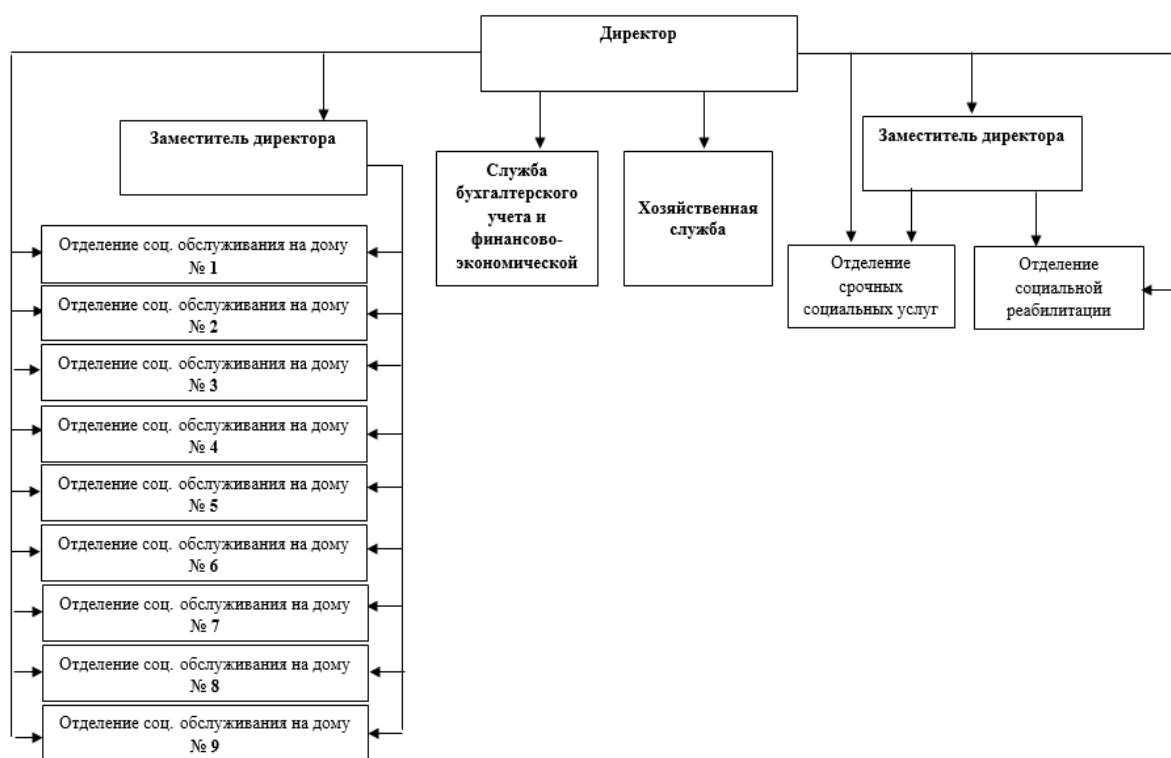 Директор
Заместитель директора
Служба
бухгалтерского
учета и
финансово-
экономической
Хозяйственная
служба
Заместитель директора
Отделение
срочных
социальных услуг
Отделение
социальной
реабилитации
Отделение соц. обслуживания на дому
№ 1
Отделение соц. обслуживания на дому
№ 2
Отделение соц. обслуживания на дому
№ 3
Отделение соц. обслуживания на дому
№ 4
Отделение соц. обслуживания на дому
№ 5
Отделение соц. обслуживания на дому
№ 6
Отделение соц. обслуживания на дому
№ 7
Отделение соц. обслуживания на дому
№ 8
Отделение соц. обслуживания на дому
№ 9